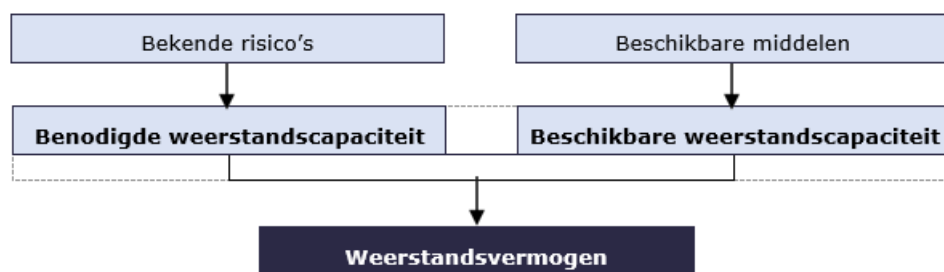 Bekende risico's
Beschikbare middelen
Benodigde weerstandscapaciteit
Beschikbare weerstandscapaciteit
Weerstandsvermogen